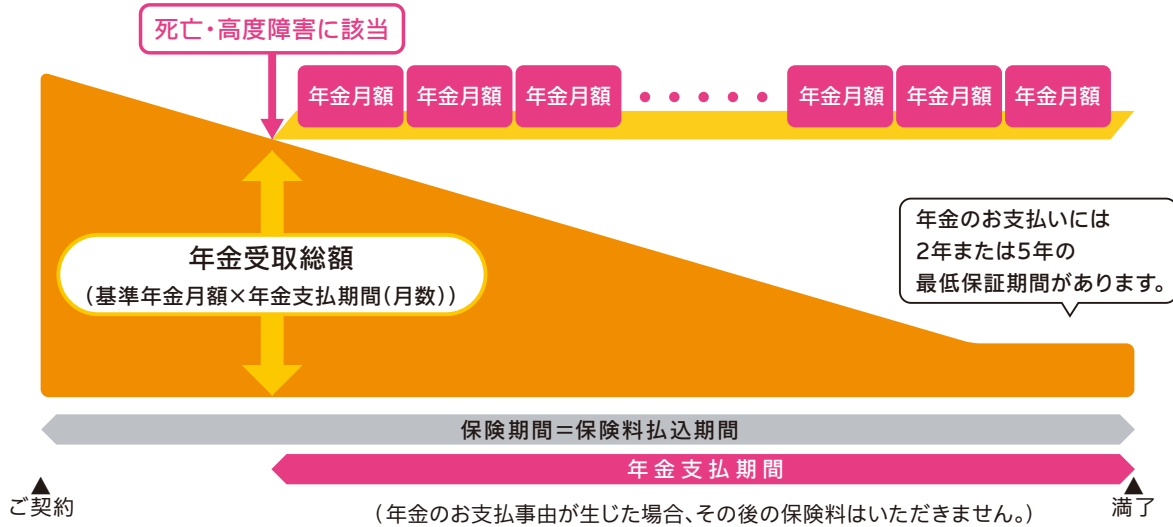 死亡・高度障害に該当
年金月額 年金月額 年金月額 ・・・・・ 年金月額 年金月額 年金月額
年金のお支払いには
2年または5年の
最低保証期間があります。
年金受取総額
(基準年金月額×年金支払期間(月数))
保険期間=保険料払込期間
年金支払期間
▲ ▲
ご契約 満了
(年金のお支払事由が生じた場合、その後の保険料はいただきません。)